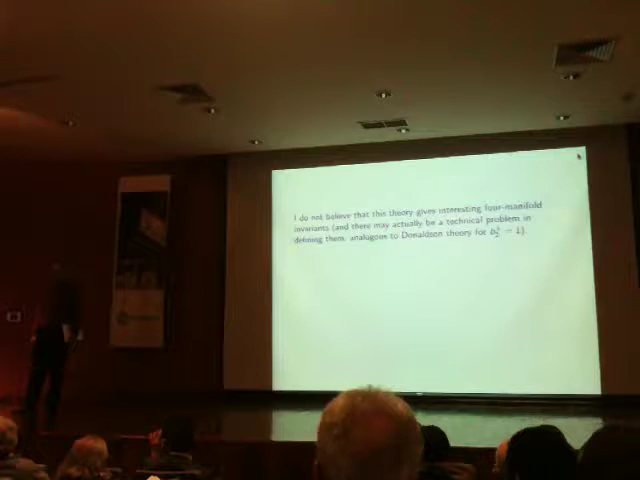 I do not believe that this theory gives interesting four-manifold
invariants (and there may actually be a technical problem in
defining them, analogous to Donaldson theory for b₂⁺ = 1).